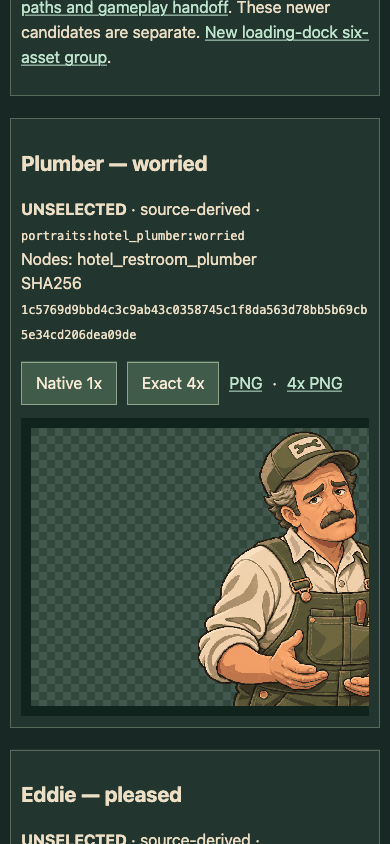 paths and gameplay handoff. These newer
candidates are separate. New loading-dock six-
asset group.
Plumber — worried
UNSELECTED · source-derived ·
portraits:hotel_plumber:worried
Nodes: hotel_restroom_plumber
SHA256
1c5769d9bbd4c3c9ab43c0358745c1f8da563d78bb5b69cb
5e34cd206dea09de
Native 1x Exact 4x PNG · 4x PNG
Eddie — pleased
UNSELECTED · source-derived ·